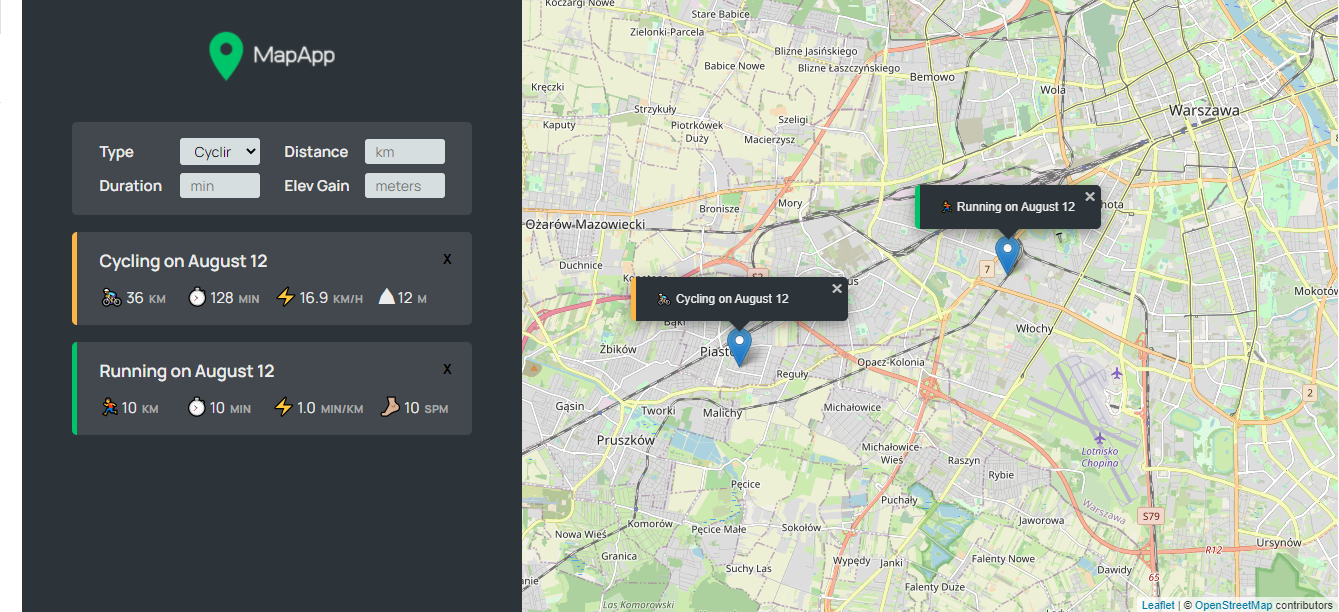 MapApp
Type Cyclir Distance km
Duration min Elev Gain meters
Cycling on August 12 X
36 KM 128 MIN 16.9 KM/H 12 M
Running on August 12 X
10 KM 10 MIN 1.0 MIN/KM 10 SPM
Koczargi Nowe
Stare Babice
Zielonki-Parcela
Blizne Jasińskiego
Babice Nowe
Blizne Łaszczyńskiego
Bemowo
Kręczki
Wola
Strzykuły
Warszawa
Kaputy
Piotrkówek
Duży
Szeligi
Macierzysz
Mory
Bronisze
Running on August 12 ×
Ożarów Mazowiecki
Duchnice
7
Cycling on August 12 ×
Mokotó
Bąki
Włochy
Żbików
Opacz-Kolonia
Reguły
2
Gąsin
Tworki
Malichy
Michałowice
Pruszków
Michałowice-
Wieś
Raszyn
Rybie
Lotnisko
Chopina
Pęcice
Puchały
Warszawa
S79
Komorów
Pęcice Małe
Sokołów
Jaworowa
Nowa Wieś
Ursynów
R12
Granica
Suchy Las
Wypędy
Janki
Falenty Nowe
Dawidy
65
Falenty Duże
Las Komorowski
Leaflet | © OpenStreetMap contributors